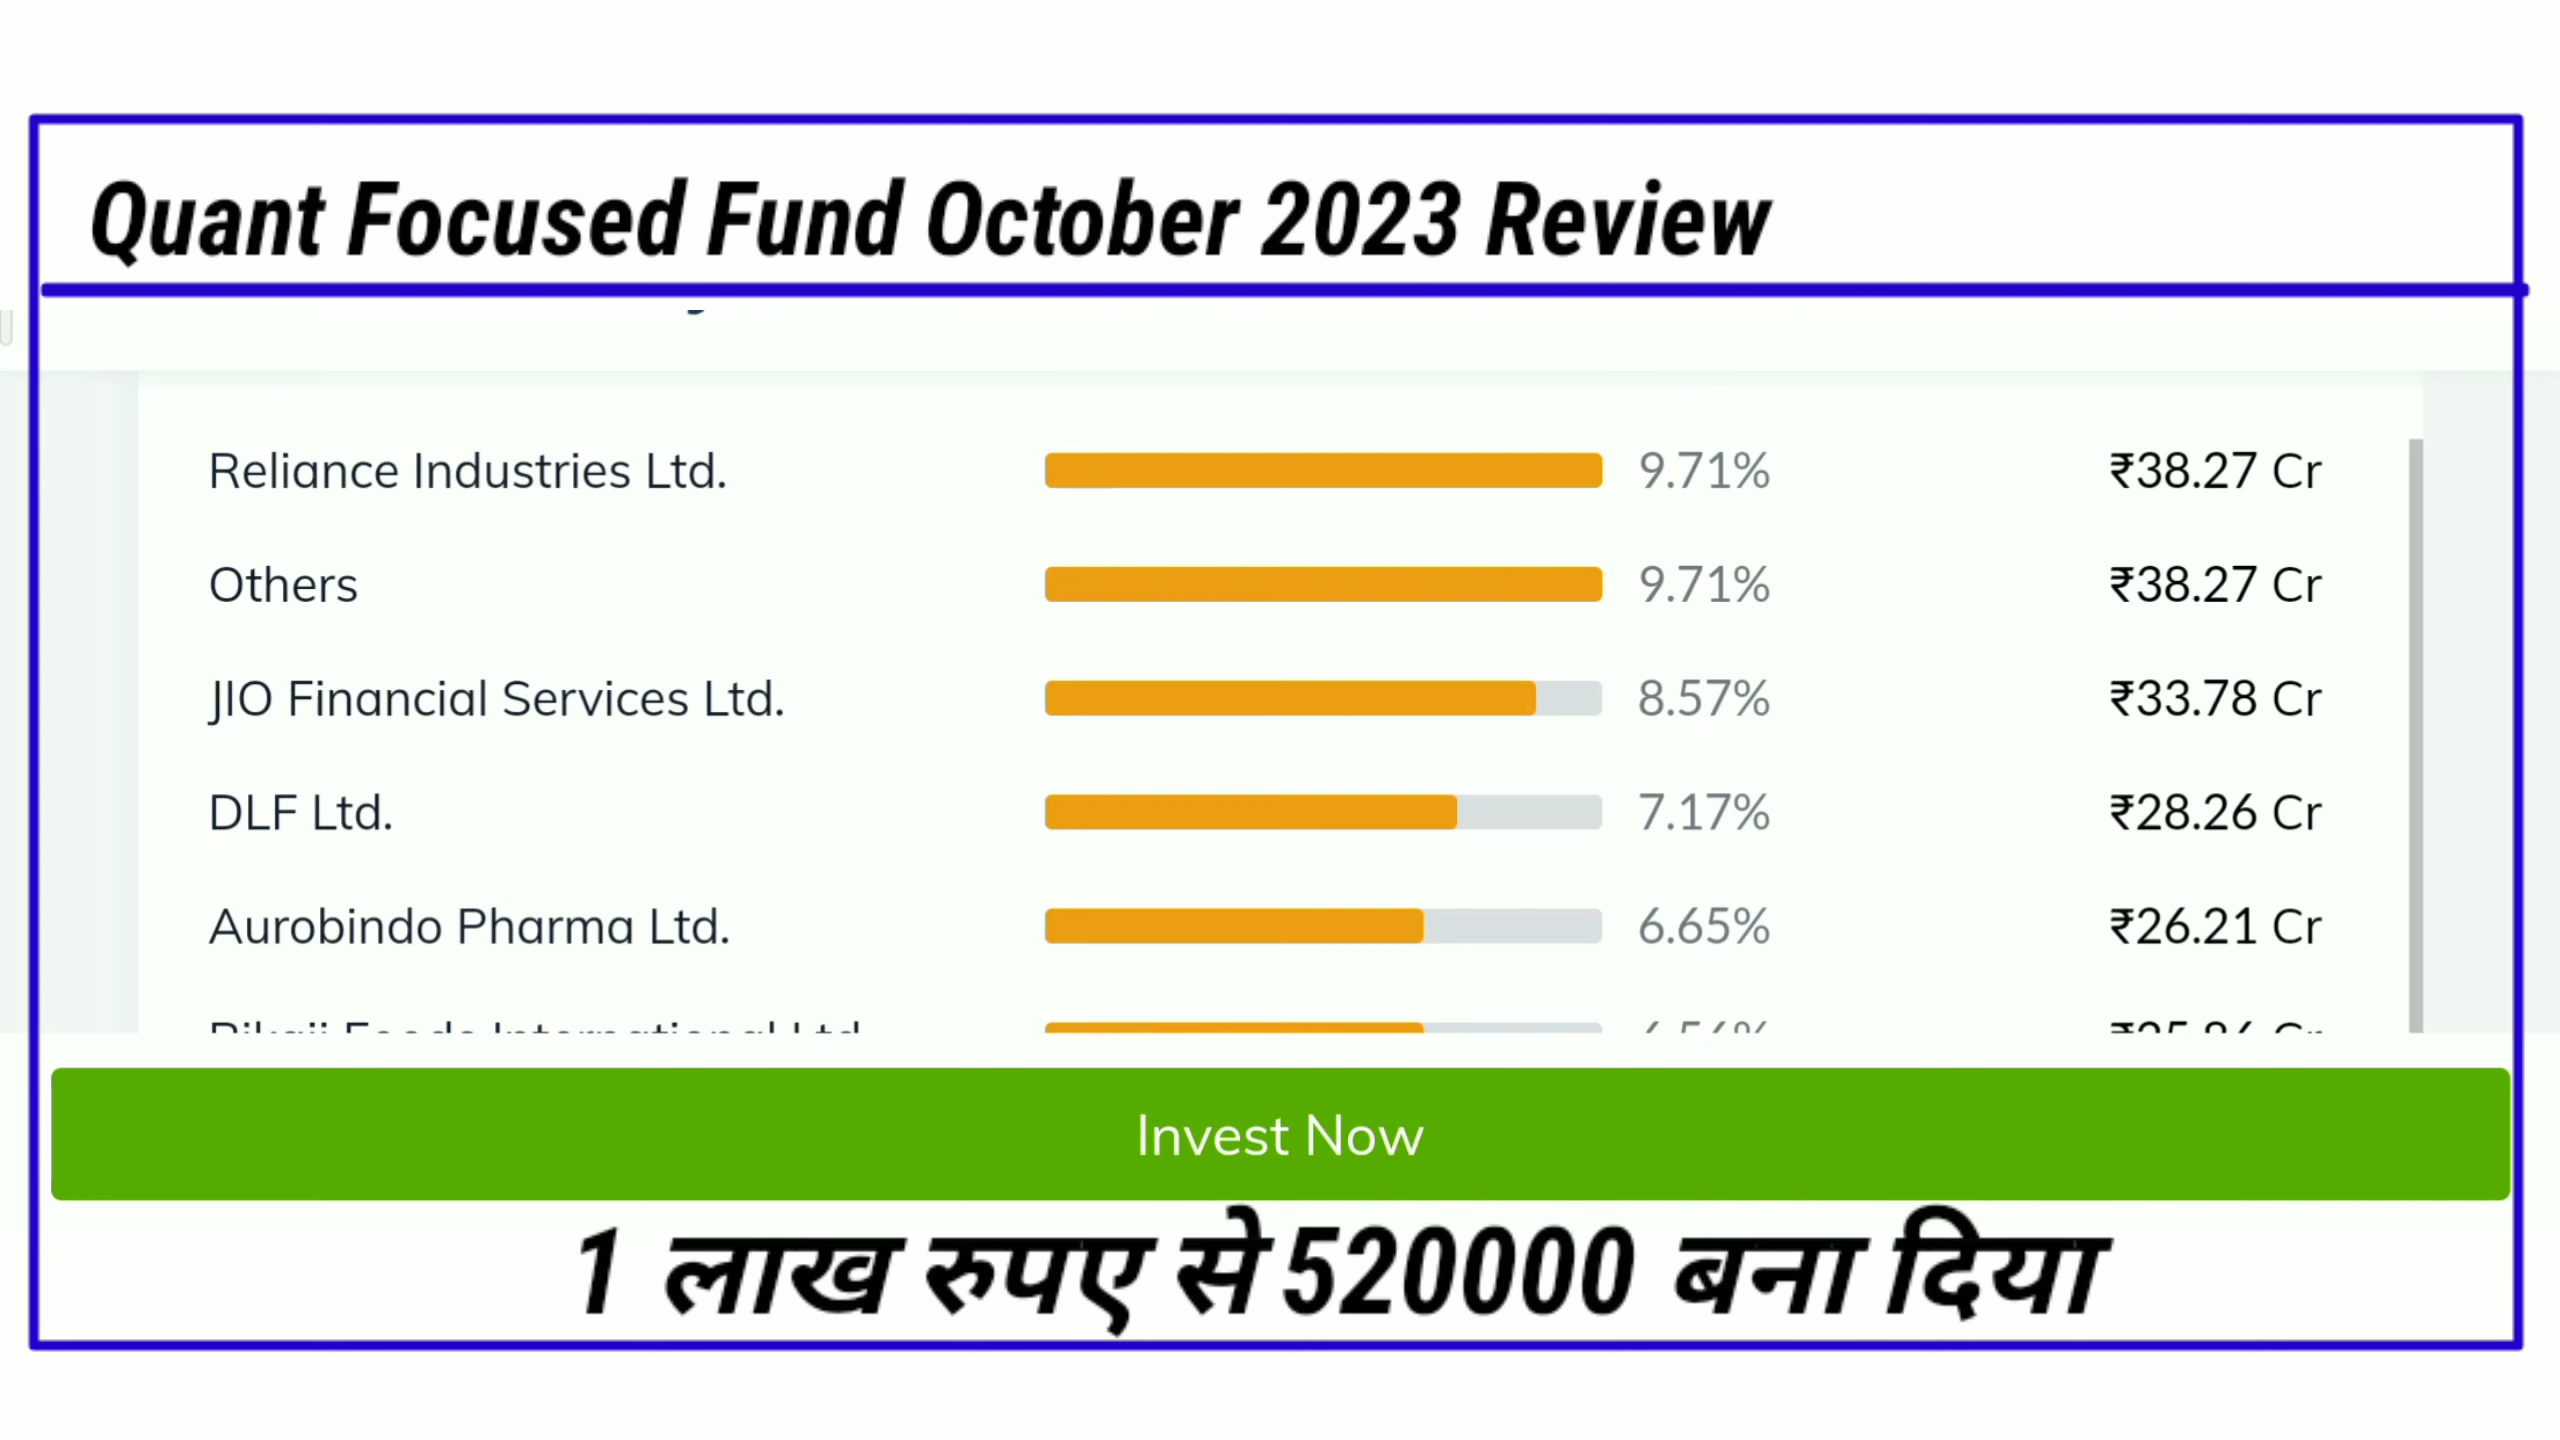 Quant Focused Fund October 2023 Review
Reliance Industries Ltd. 9.71% ₹38.27 Cr
Others 9.71% ₹38.27 Cr
JIO Financial Services Ltd. 8.57% ₹33.78 Cr
DLF Ltd. 7.17% ₹28.26 Cr
Aurobindo Pharma Ltd. 6.65% ₹26.21 Cr
Invest Now
1 लाख रुपए से 520000 बना दिया